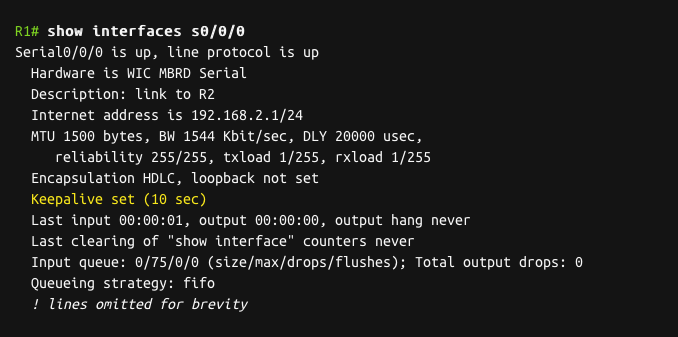 R1# show interfaces s0/0/0
Serial0/0/0 is up, line protocol is up
Hardware is WIC MBRD Serial
Description: link to R2
Internet address is 192.168.2.1/24
MTU 1500 bytes, BW 1544 Kbit/sec, DLY 20000 usec,
reliability 255/255, txload 1/255, rxload 1/255
Encapsulation HDLC, loopback not set
Keepalive set (10 sec)
Last input 00:00:01, output 00:00:00, output hang never
Last clearing of "show interface" counters never
Input queue: 0/75/0/0 (size/max/drops/flushes); Total output drops: 0
Queueing strategy: fifo
! lines omitted for brevity